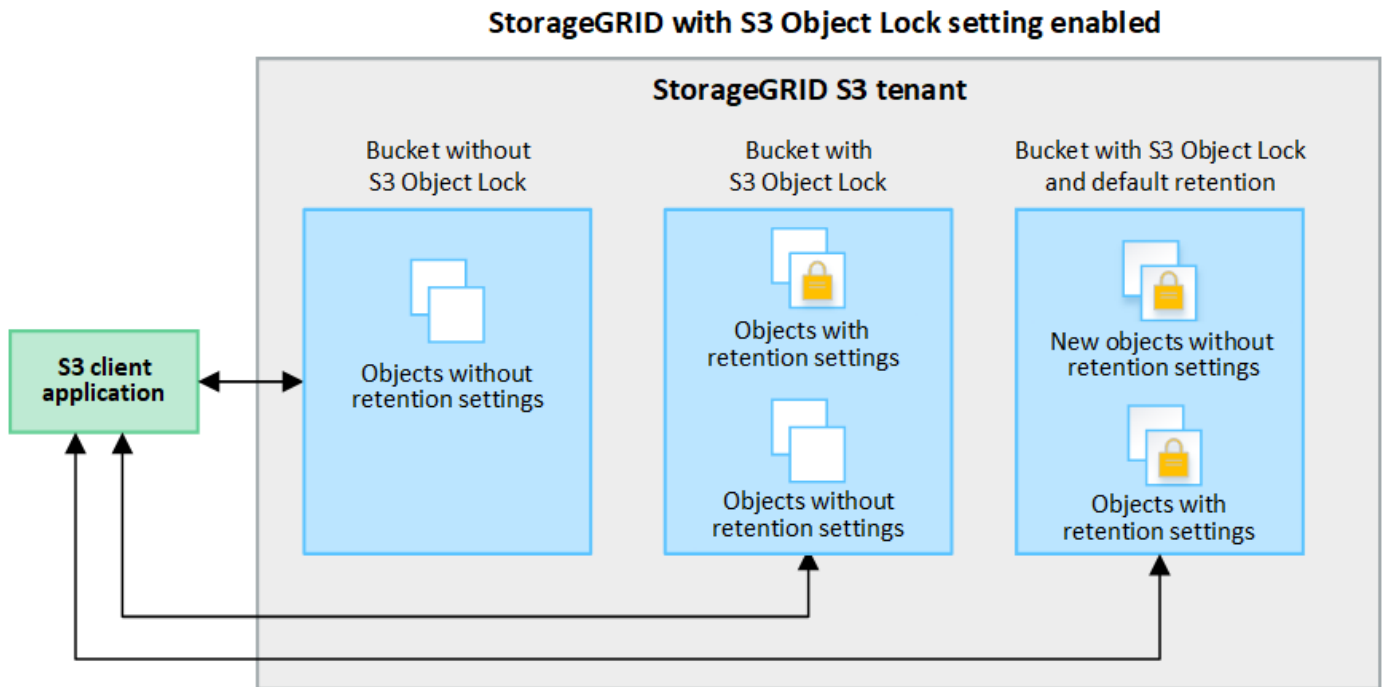 StorageGRID with S3 Object Lock setting enabled
StorageGRID S3 tenant
Bucket without
S3 Object Lock
Objects without
retention settings
Bucket with
S3 Object Lock
Objects with
retention settings
Objects without
retention settings
Bucket with S3 Object Lock
and default retention
New objects without
retention settings
Objects with
retention settings
S3 client
application